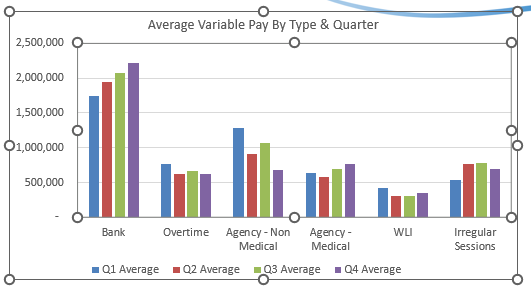 Average Variable Pay By Type & Quarter
2,500,000
2,000,000
1,500,000
1,000,000
500,000
-
Bank
Overtime
Agency - Non
Medical
Agency -
Medical
WLI
Irregular
Sessions
Q1 Average
Q2 Average
Q3 Average
Q4 Average